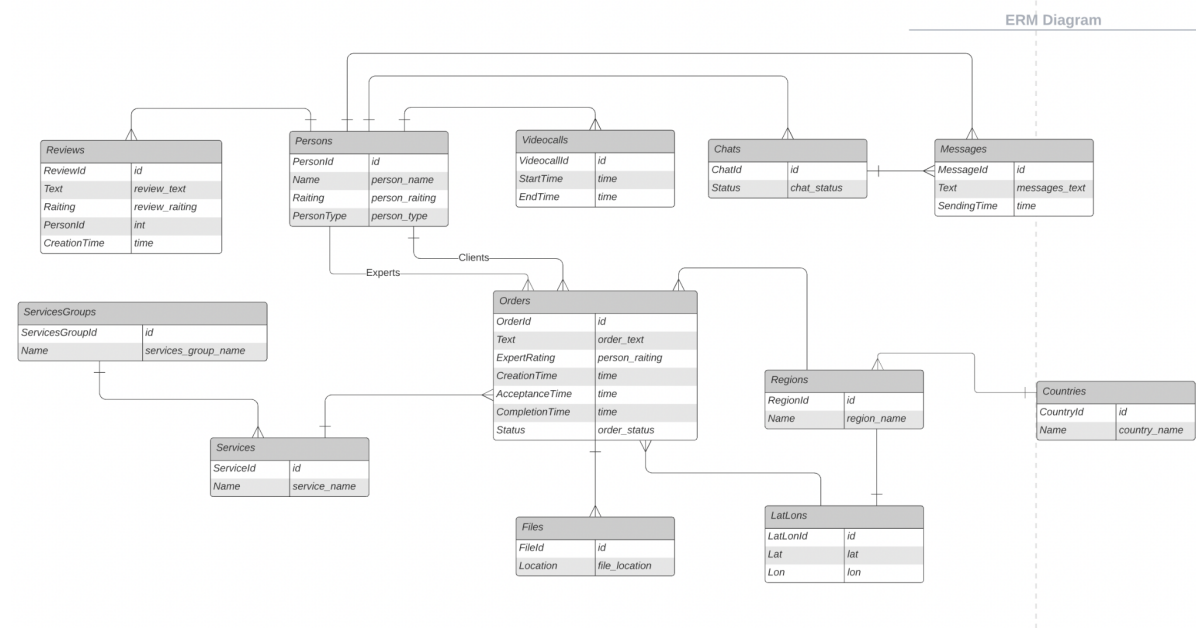 ERM Diagram
Reviews
ReviewId id
Text review_text
Raiting review_raiting
PersonId int
CreationTime time
Persons
PersonId id
Name person_name
Raiting person_raiting
PersonType person_type
Videocalls
VideocallId id
StartTime time
EndTime time
Chats
ChatId id
Status chat_status
Messages
MessageId id
Text messages_text
SendingTime time
Clients
Experts
ServicesGroups
ServicesGroupId id
Name services_group_name
Orders
OrderId id
Text order_text
ExpertRating person_raiting
CreationTime time
AcceptanceTime time
CompletionTime time
Status order_status
Regions
RegionId id
Name region_name
Countries
CountryId id
Name country_name
Services
ServiceId id
Name service_name
Files
FileId id
Location file_location
LatLons
LatLonId id
Lat lat
Lon lon